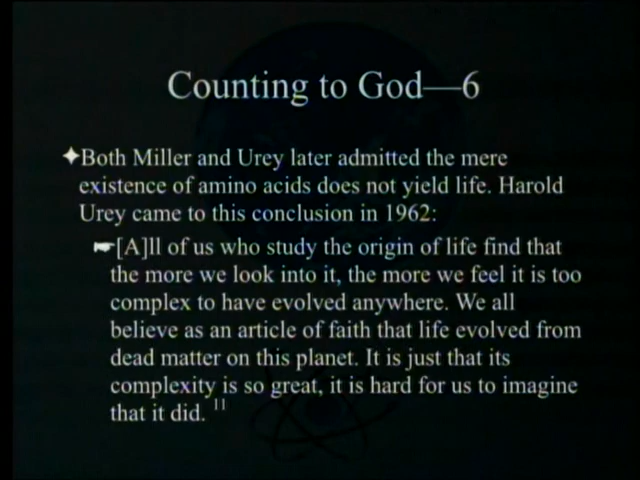 Counting to God—6
✦Both Miller and Urey later admitted the mere
existence of amino acids does not yield life. Harold
Urey came to this conclusion in 1962:
☛[A]ll of us who study the origin of life find that
the more we look into it, the more we feel it is too
complex to have evolved anywhere. We all
believe as an article of faith that life evolved from
dead matter on this planet. It is just that its
complexity is so great, it is hard for us to imagine
that it did. 11